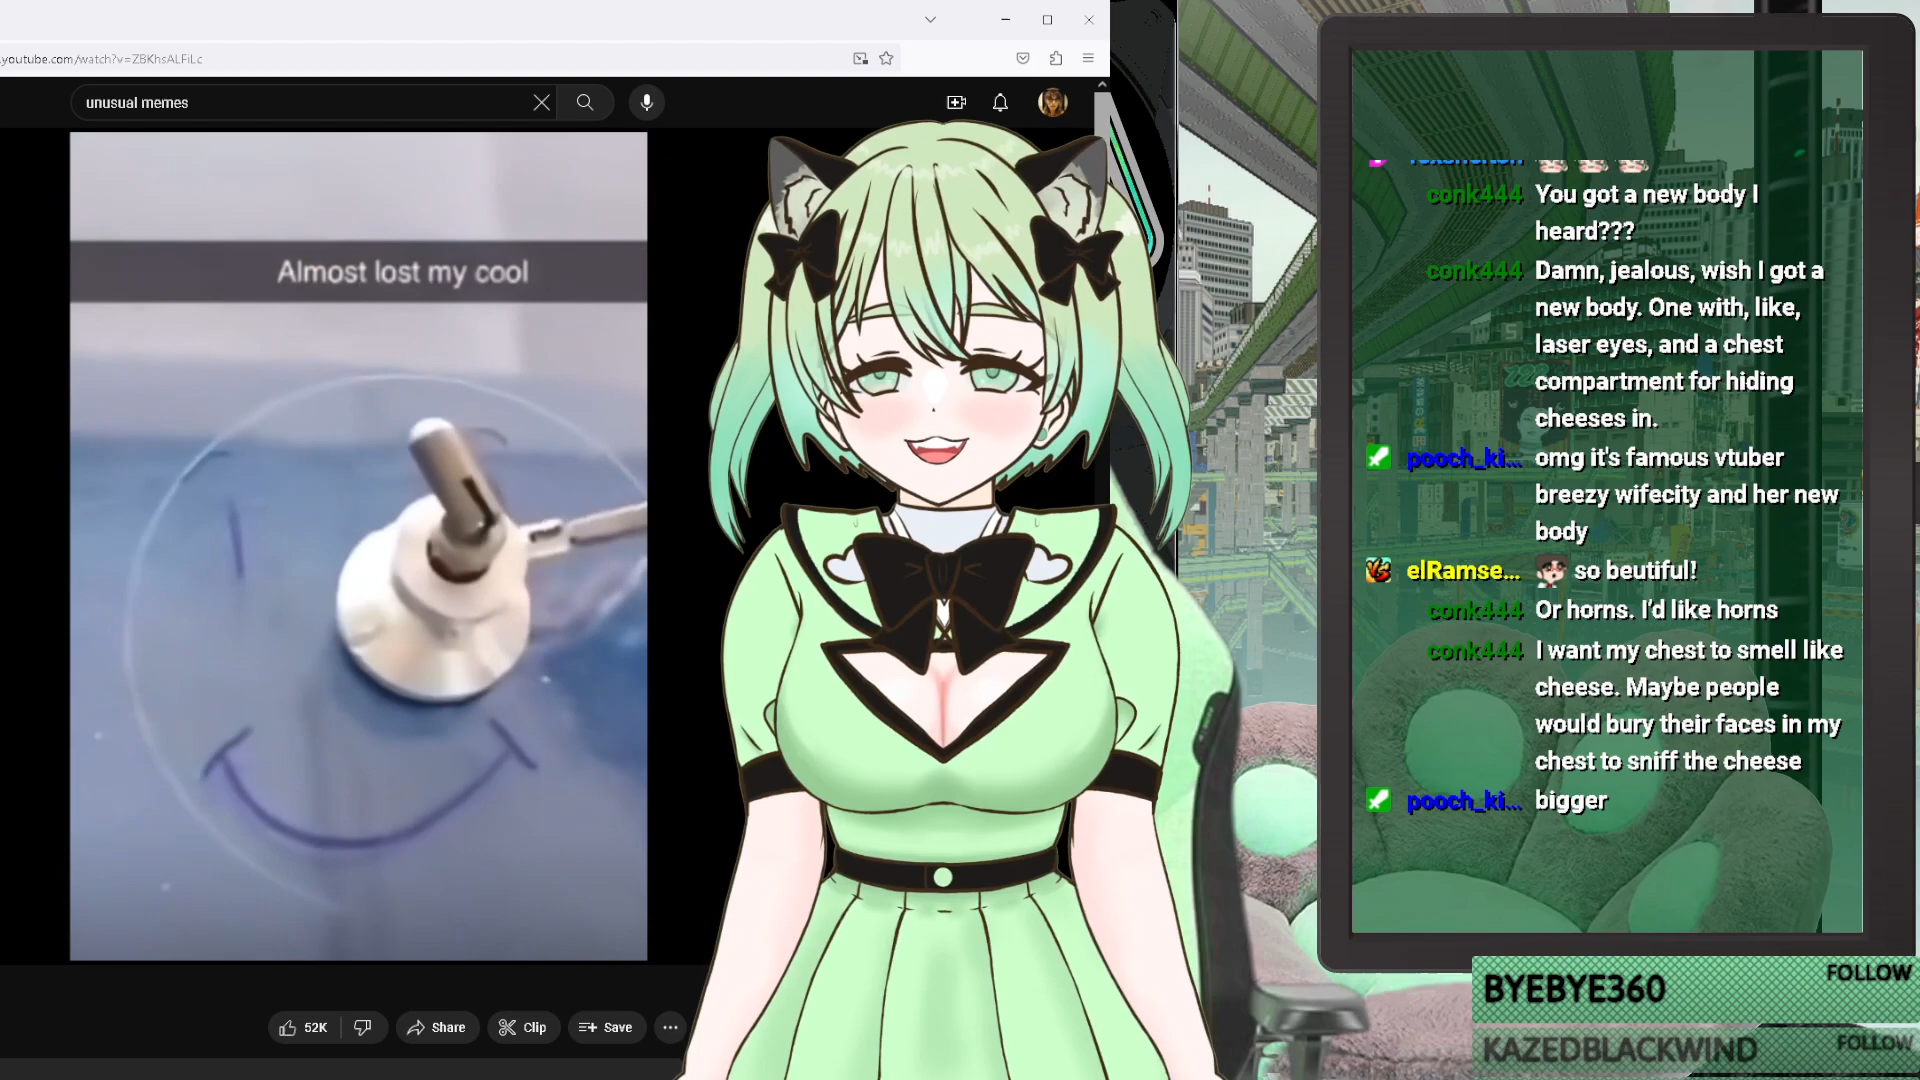 youtube.com/watch?v=ZBKhsALFiLc
unusual memes
Almost lost my cool
52K
Share
Clip
Save
conk444 You got a new body I
heard???
conk444 Damn, jealous, wish I got a
new body. One with, like,
laser eyes, and a chest
compartment for hiding
cheeses in.
pooch_ki... omg it's famous vtuber
breezy wifecity and her new
body
elRamse... so beutiful!
conk444 Or horns. I'd like horns
conk444 I want my chest to smell like
cheese. Maybe people
would bury their faces in my
chest to sniff the cheese
pooch_ki... bigger
BYEBYE360 FOLLOW
KAZEDBLACKWIND FOLLOW